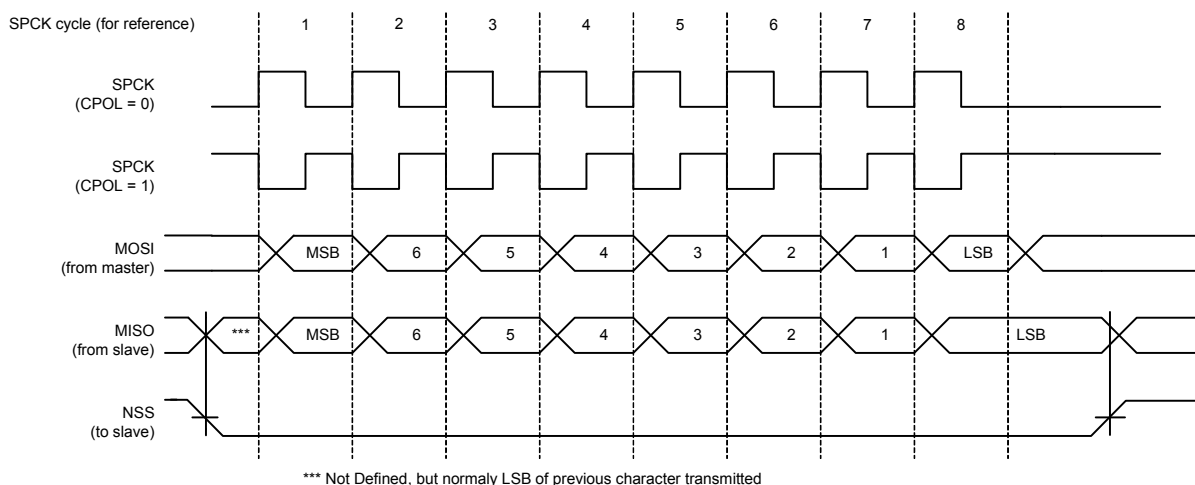 SPCK cycle (for reference) 1 2 3 4 5 6 7 8
SPCK
(CPOL = 0)
SPCK
(CPOL = 1)
MOSI
(from master)
MSB 6 5 4 3 2 1 LSB
MISO
(from slave)
*** MSB 6 5 4 3 2 1 LSB
NSS
(to slave)
*** Not Defined, but normaly LSB of previous character transmitted